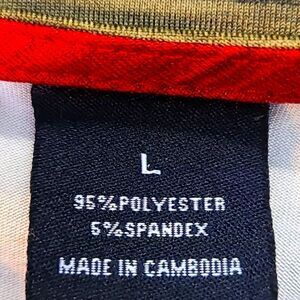 L
95%POLYESTER
5%SPANDEX
MADE IN CAMBODIA